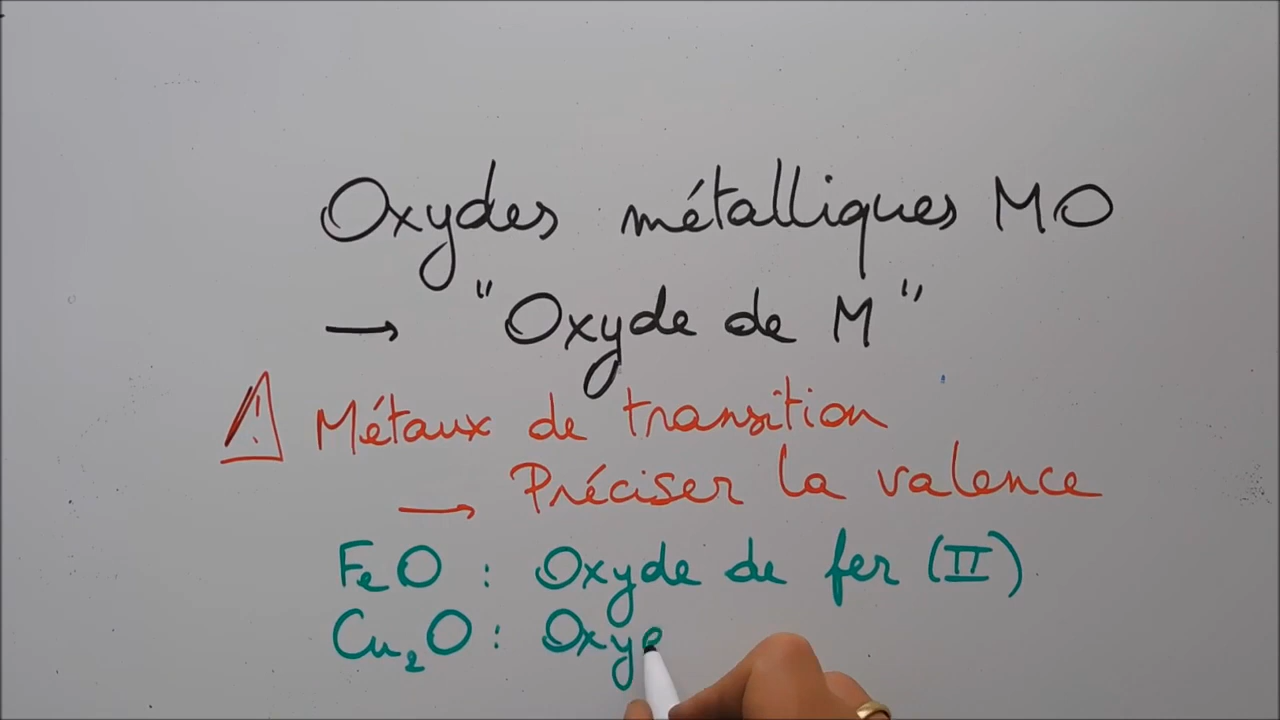 Oxydes métalliques MO
→ "Oxyde de M"
⚠ Métaux de transition
→ Préciser la valence
FeO : Oxyde de fer (II)
Cu₂O : Oxy